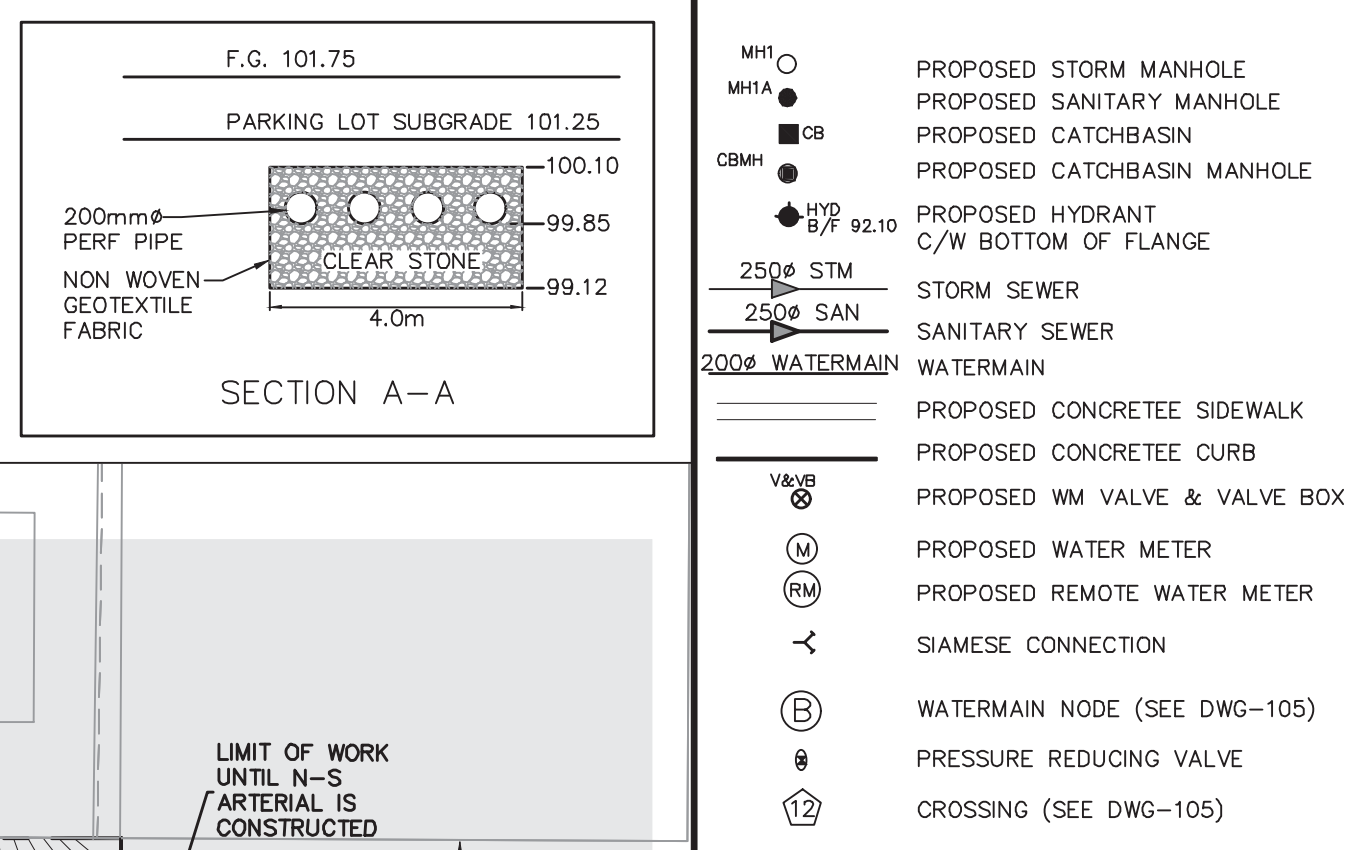 F.G. 101.75
PARKING LOT SUBGRADE 101.25
100.10
200mmø
PERF PIPE
99.85
CLEAR STONE
NON WOVEN
GEOTEXTILE
FABRIC
99.12
4.0m
SECTION A-A
LIMIT OF WORK
UNTIL N-S
ARTERIAL IS
CONSTRUCTED
MH1
PROPOSED STORM MANHOLE
MH1A
PROPOSED SANITARY MANHOLE
CB
PROPOSED CATCHBASIN
CBMH
PROPOSED CATCHBASIN MANHOLE
HYD
B/F 92.10
PROPOSED HYDRANT
C/W BOTTOM OF FLANGE
250ø STM
STORM SEWER
250ø SAN
SANITARY SEWER
200ø WATERMAIN
WATERMAIN
PROPOSED CONCRETEE SIDEWALK
PROPOSED CONCRETEE CURB
V&VB
PROPOSED WM VALVE & VALVE BOX
M
PROPOSED WATER METER
RM
PROPOSED REMOTE WATER METER
SIAMESE CONNECTION
B
WATERMAIN NODE (SEE DWG-105)
PRESSURE REDUCING VALVE
12
CROSSING (SEE DWG-105)